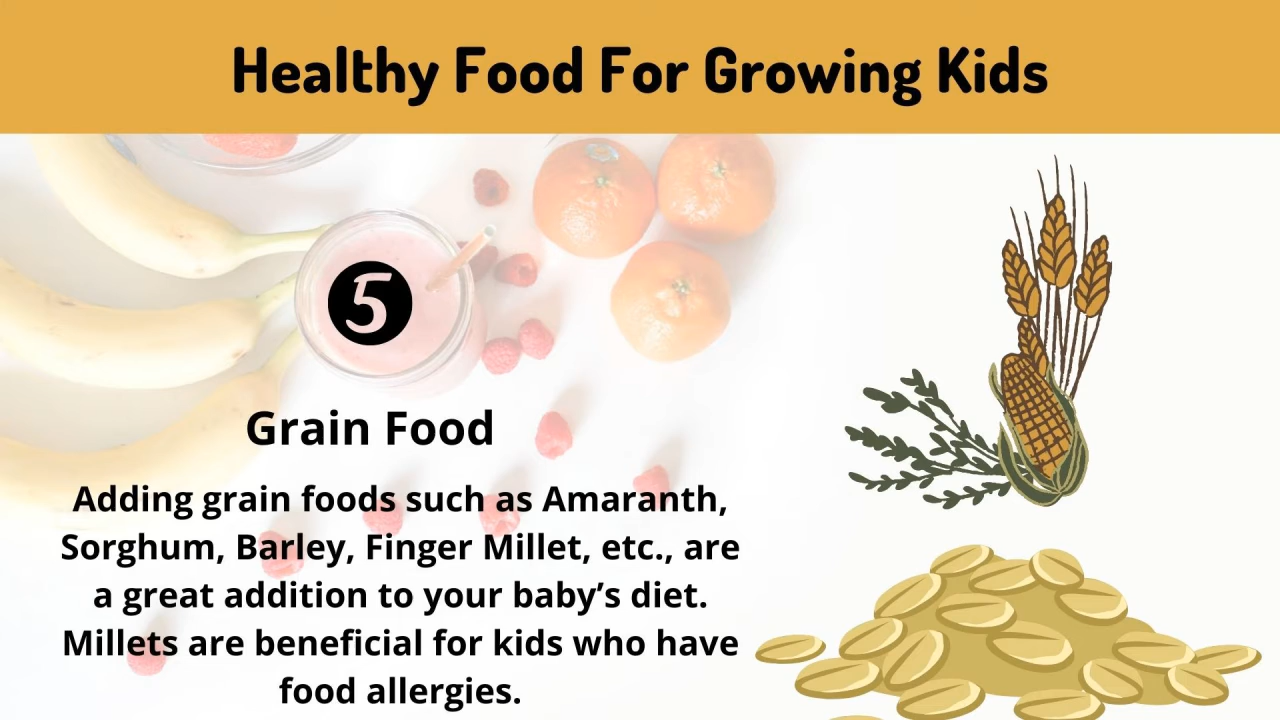 Healthy Food For Growing Kids
5
Grain Food
Adding grain foods such as Amaranth,
Sorghum, Barley, Finger Millet, etc., are
a great addition to your baby’s diet.
Millets are beneficial for kids who have
food allergies.